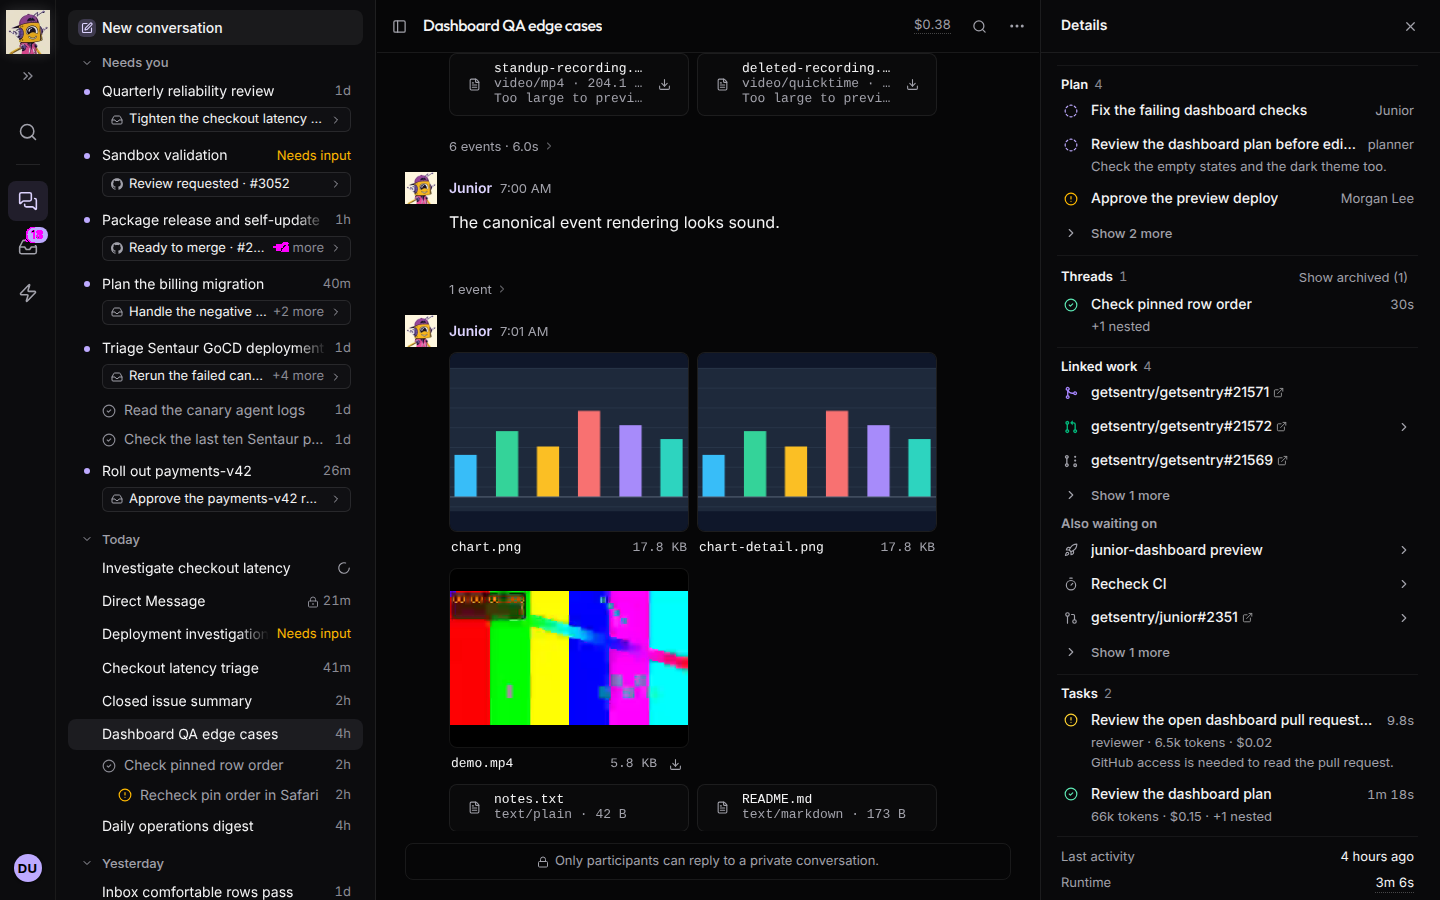 New conversation
Needs you
Quarterly reliability review 1d
Tighten the checkout latency ...
Sandbox validation Needs input
Review requested · #3052
Package release and self-update 1h
Ready to merge · #2... more
Plan the billing migration 40m
Handle the negative ... +2 more
Triage Sentaur GoCD deployment 1d
Rerun the failed can... +4 more
Read the canary agent logs 1d
Check the last ten Sentaur p... 1d
Roll out payments-v42 26m
Approve the payments-v42 r...
Today
Investigate checkout latency
Direct Message 21m
Deployment investigation Needs input
Checkout latency triage 41m
Closed issue summary 2h
Dashboard QA edge cases 4h
Check pinned row order 2h
Recheck pin order in Safari 2h
Daily operations digest 4h
Yesterday
Inbox comfortable rows pass 1d
DU
Dashboard QA edge cases $0.38
standup-recording.…
video/mp4 · 204.1 …
Too large to previ…
deleted-recording.…
video/quicktime · …
Too large to previ…
6 events · 6.0s
Junior 7:00 AM
The canonical event rendering looks sound.
1 event
Junior 7:01 AM
chart.png 17.8 KB
chart-detail.png 17.8 KB
demo.mp4 5.8 KB
notes.txt
text/plain · 42 B
README.md
text/markdown · 173 B
Only participants can reply to a private conversation.
Details
Plan 4
Fix the failing dashboard checks Junior
Review the dashboard plan before edi... planner
Check the empty states and the dark theme too.
Approve the preview deploy Morgan Lee
Show 2 more
Threads 1 Show archived (1)
Check pinned row order 30s
+1 nested
Linked work 4
getsentry/getsentry#21571
getsentry/getsentry#21572
getsentry/getsentry#21569
Show 1 more
Also waiting on
junior-dashboard preview
Recheck CI
getsentry/junior#2351
Show 1 more
Tasks 2
Review the open dashboard pull request... 9.8s
reviewer · 6.5k tokens · $0.02
GitHub access is needed to read the pull request.
Review the dashboard plan 1m 18s
66k tokens · $0.15 · +1 nested
Last activity 4 hours ago
Runtime 3m 6s